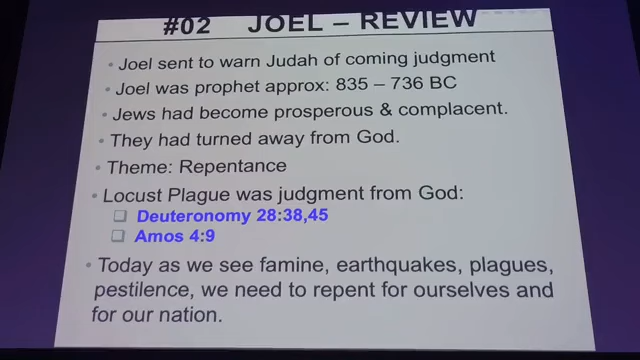 #02 JOEL – REVIEW
• Joel sent to warn Judah of coming judgment
• Joel was prophet approx: 835 – 736 BC
• Jews had become prosperous & complacent.
• They had turned away from God.
• Theme: Repentance
• Locust Plague was judgment from God:
❑ Deuteronomy 28:38,45
❑ Amos 4:9
• Today as we see famine, earthquakes, plagues,
pestilence, we need to repent for ourselves and
for our nation.